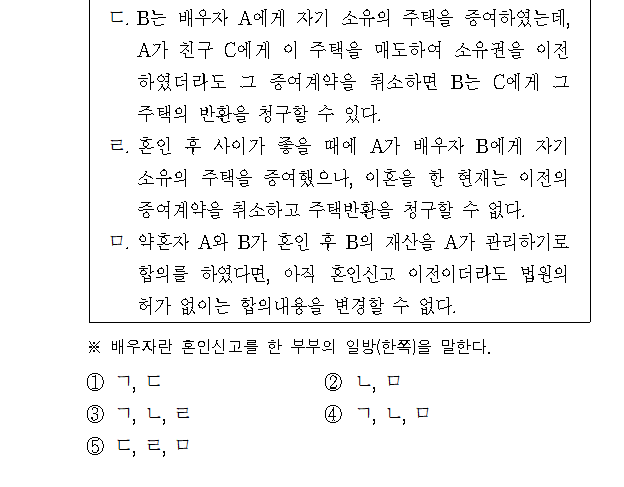 ㄷ. B는 배우자 A에게 자기 소유의 주택을 증여하였는데,
A가 친구 C에게 이 주택을 매도하여 소유권을 이전
하였더라도 그 증여계약을 취소하면 B는 C에게 그
주택의 반환을 청구할 수 있다.
ㄹ. 혼인 후 사이가 좋을 때에 A가 배우자 B에게 자기
소유의 주택을 증여했으나, 이혼을 한 현재는 이전의
증여계약을 취소하고 주택반환을 청구할 수 없다.
ㅁ. 약혼자 A와 B가 혼인 후 B의 재산을 A가 관리하기로
합의를 하였다면, 아직 혼인신고 이전이더라도 법원의
허가 없이는 합의내용을 변경할 수 없다.
※ 배우자란 혼인신고를 한 부부의 일방(한쪽)을 말한다.
① ㄱ, ㄷ ② ㄴ, ㅁ
③ ㄱ, ㄴ, ㄹ ④ ㄱ, ㄴ, ㅁ
⑤ ㄷ, ㄹ, ㅁ